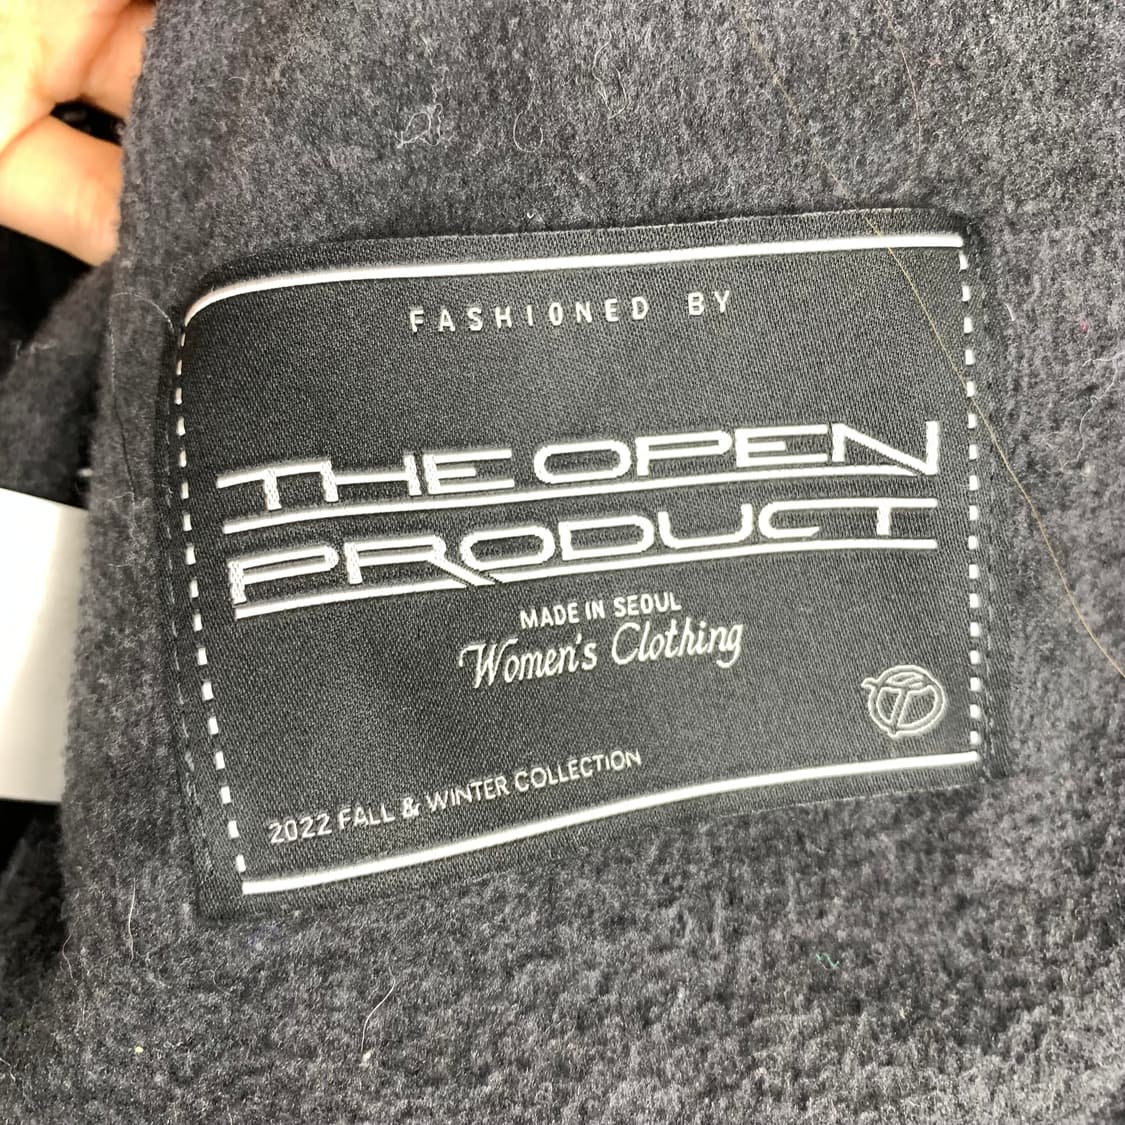 FASHIONED BY
THE OPEN
PRODUCT
MADE IN SEOUL
Women's Clothing
2022 FALL & WINTER COLLECTION